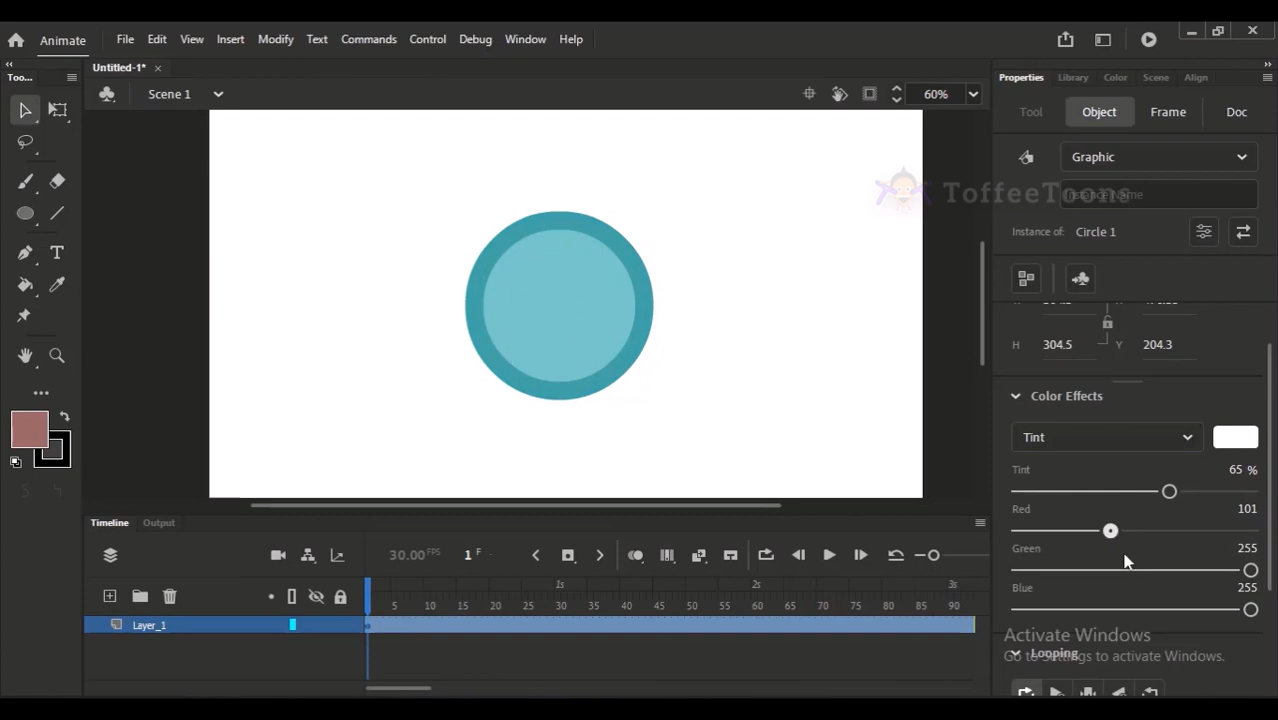 Animate File Edit View Insert Modify Text Commands Control Debug Window Help
Too... Untitled-1* Properties Library Color Scene Align
Scene 1 60% Tool Object Frame Doc
Graphic
ToffeeToons
Instance Name
Instance of: Circle 1
H 304.5 Y 204.3
Color Effects
Tint
Tint 65 %
Red 101
Green 255
Blue 255
Timeline Output
30.00 FPS 1 F
1s 2s 3s
5 10 15 20 25 30 35 40 45 50 55 60 65 70 75 80 85 90
Layer_1
Activate Windows
Go to Settings to activate Windows.
Looping